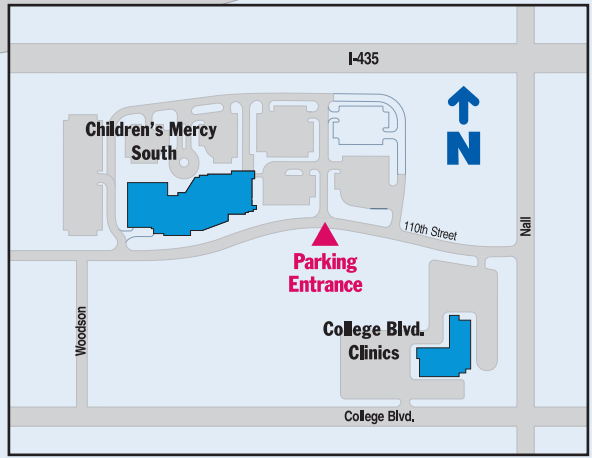 I-435
Children's Mercy
South
N
110th Street
Nall
Parking
Entrance
Woodson
College Blvd.
Clinics
College Blvd.